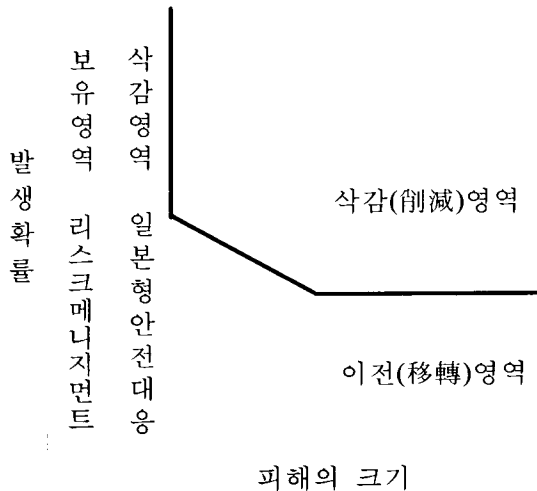 발생확률
보유영역 리스크메니지먼트
삭감영역 일본형안전대응
삭감(削減)영역
이전(移轉)영역
피해의 크기